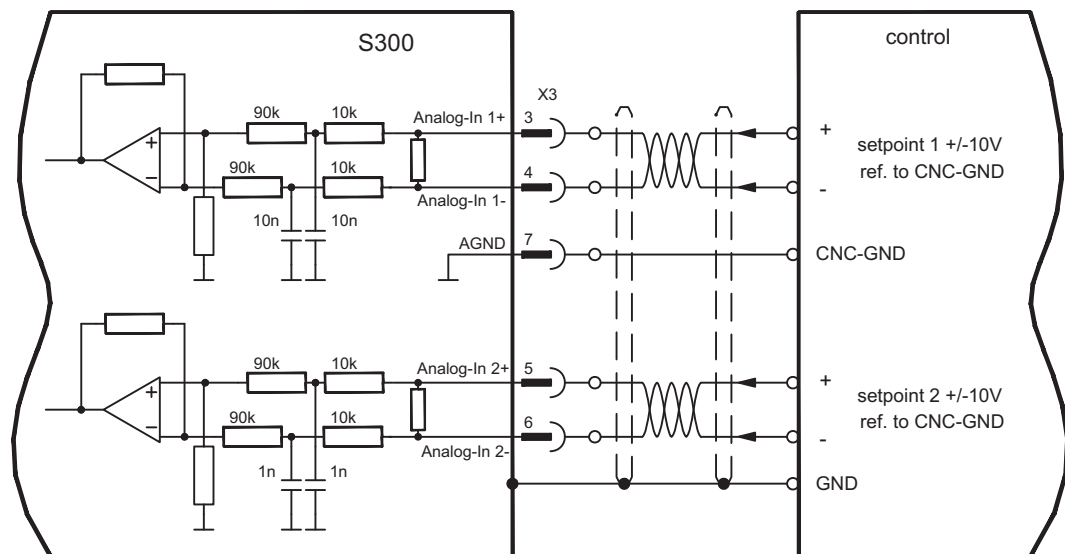 S300
control
X3
90k
10k
Analog-In 1+
3
+
setpoint 1 +/-10V
ref. to CNC-GND
+
−
90k
10k
4
-
Analog-In 1-
10n
10n
AGND
7
CNC-GND
90k
10k
Analog-In 2+
5
+
setpoint 2 +/-10V
ref. to CNC-GND
+
−
90k
10k
6
-
Analog-In 2-
1n
1n
GND